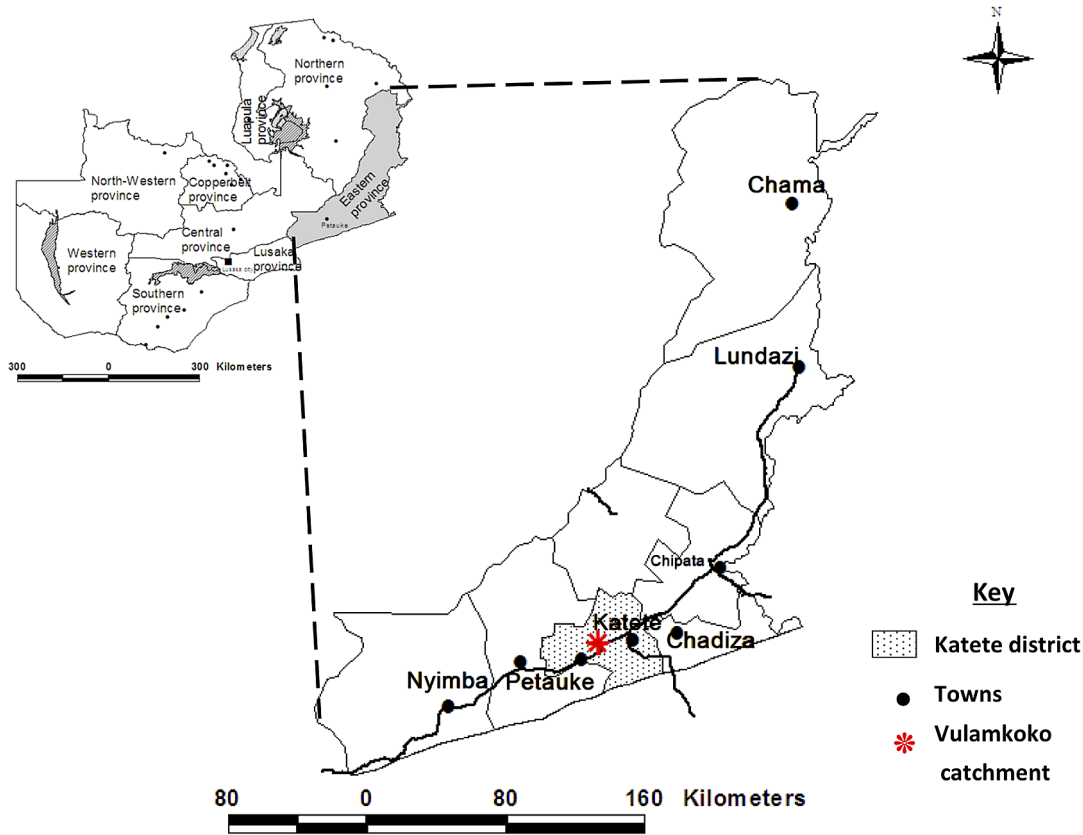 N
Northern
province
Luapula
province
North-Western
province
Copperbelt
province
Eastern
province
Petauke
Central
province
Lusaka
province
Lusaka city
Western
province
Southern
province
300 0 300 Kilometers
Chama
Lundazi
Chipata
Katete
Chadiza
Nyimba
Petauke
Key
Katete district
Towns
Vulamkoko
catchment
80 0 80 160 Kilometers